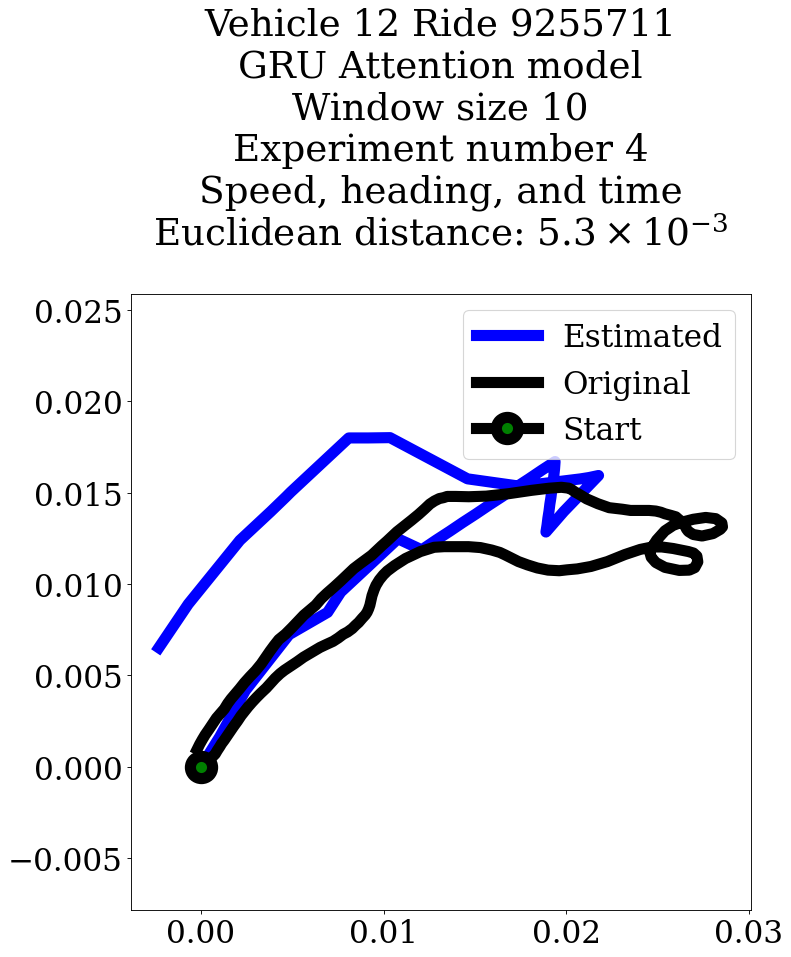 Vehicle 12 Ride 9255711
GRU Attention model
Window size 10
Experiment number 4
Speed, heading, and time
Euclidean distance: 5.3 × 10⁻³
0.025
0.020
0.015
0.010
0.005
0.000
−0.005
Estimated
Original
Start
0.00 0.01 0.02 0.03